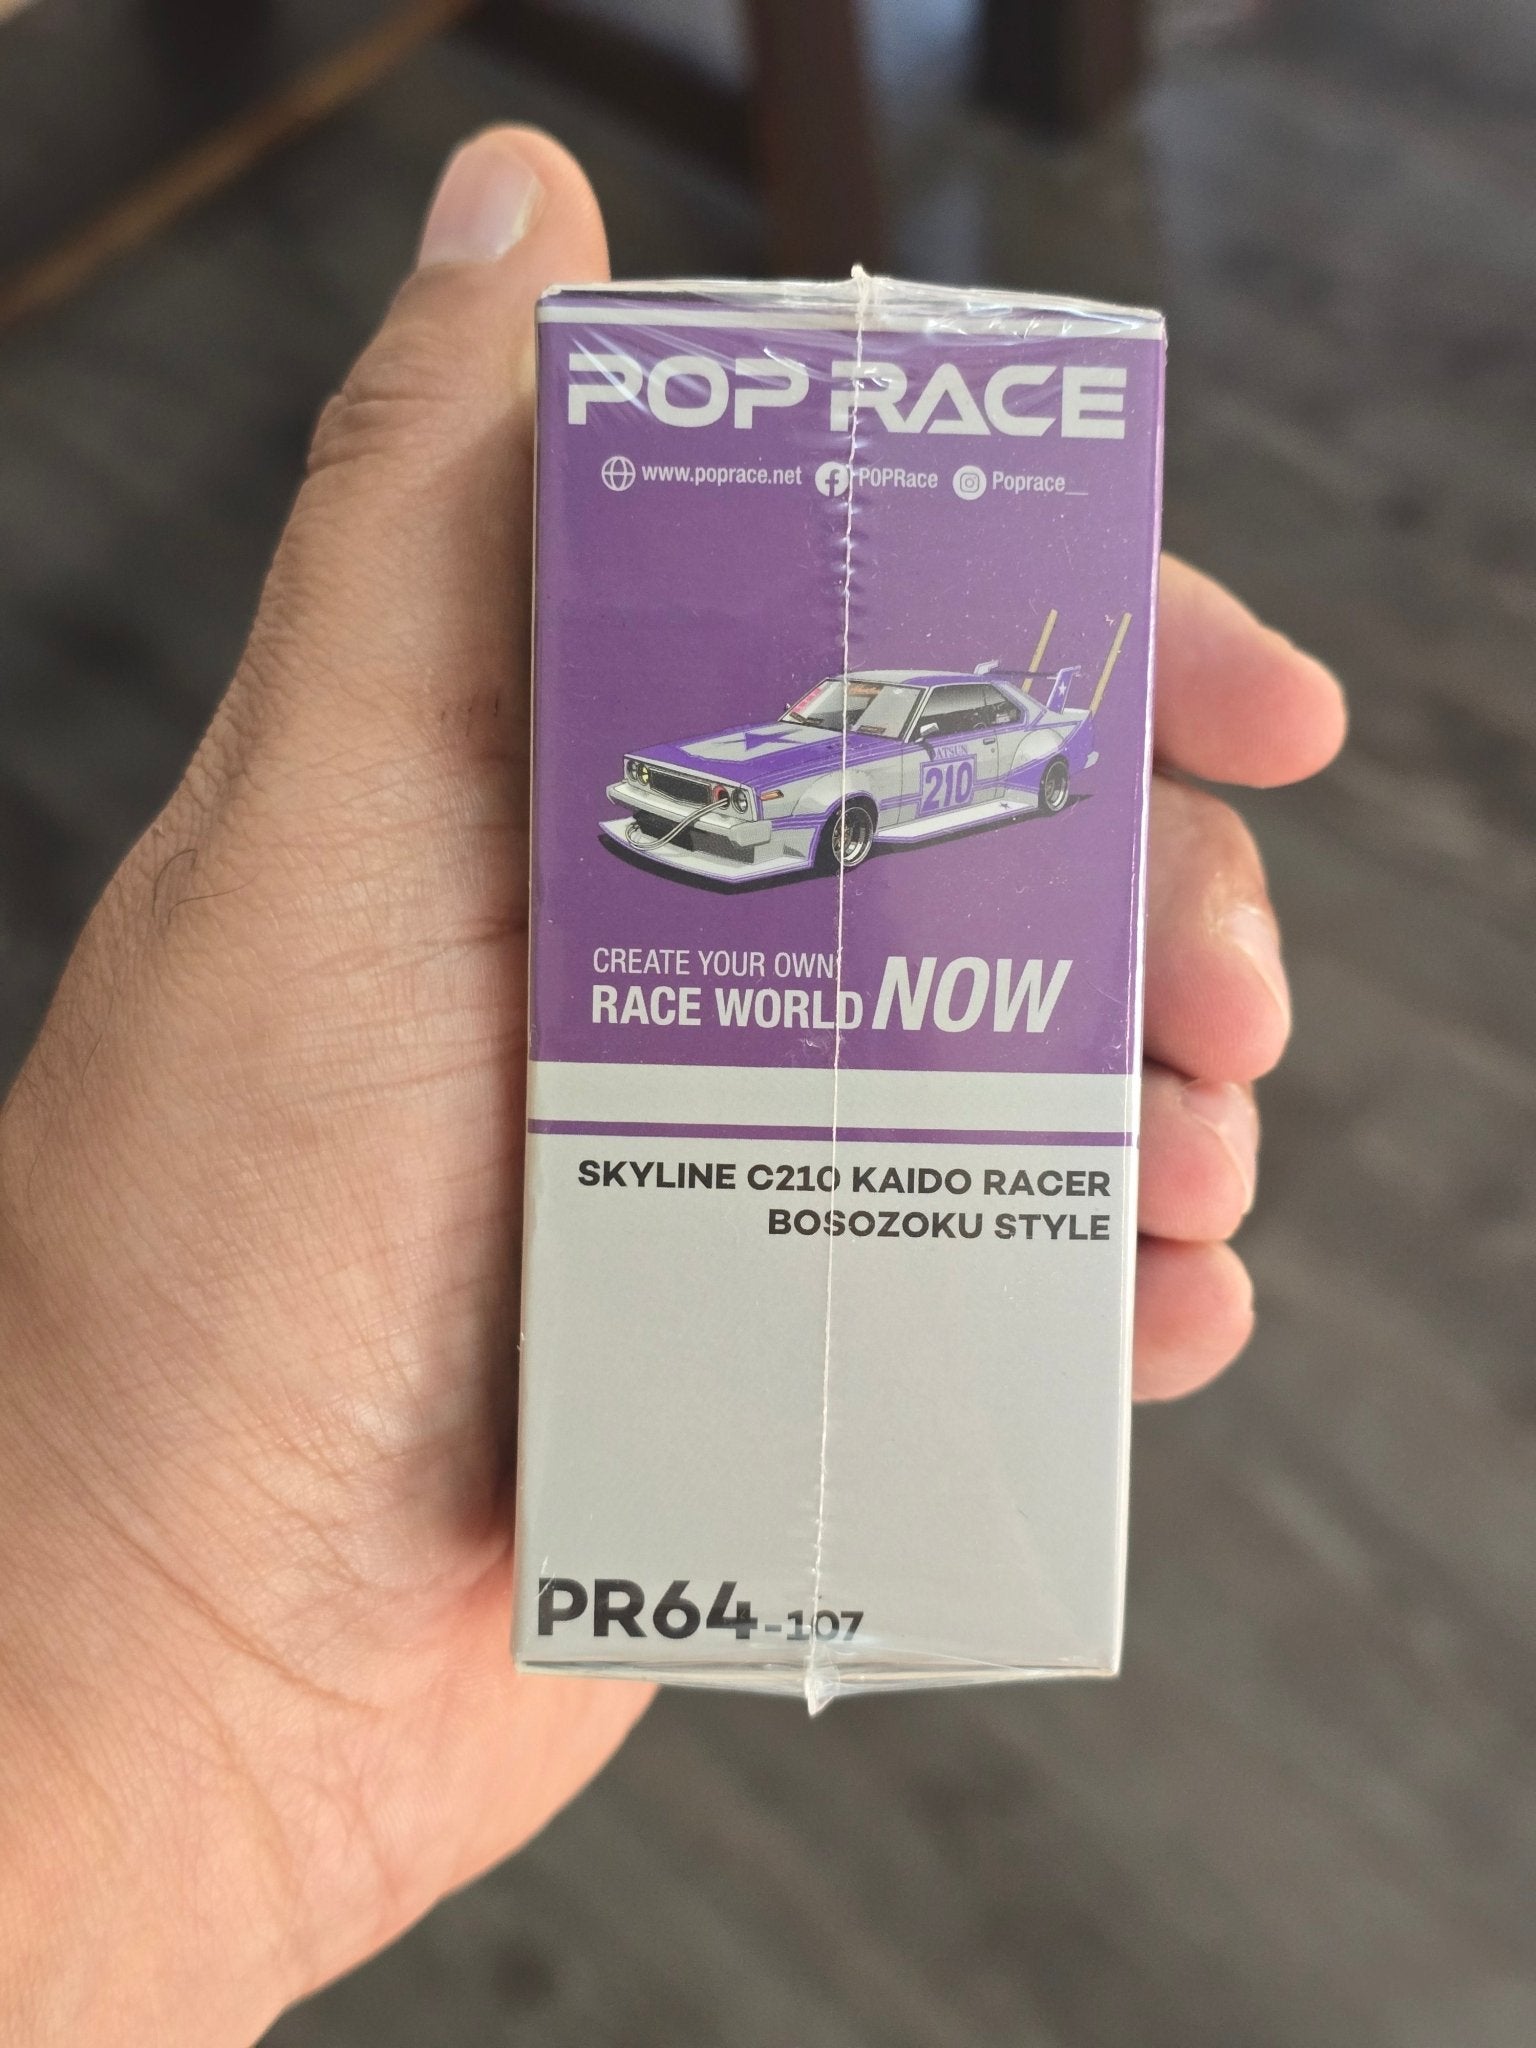 POP RACE
www.poprace.net POPRace Poprace__
ATSUN
210
CREATE YOUR OWN
RACE WORLD NOW
SKYLINE C210 KAIDO RACER
BOSOZOKU STYLE
PR64-107